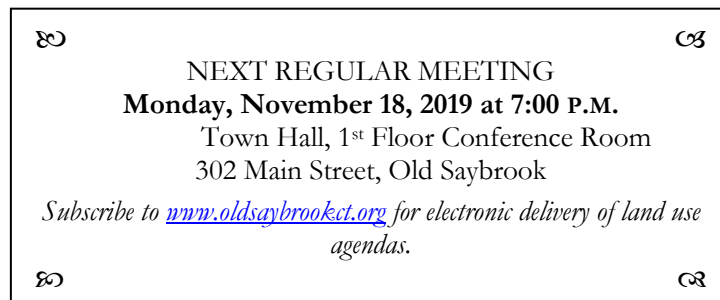 NEXT REGULAR MEETING
Monday, November 18, 2019 at 7:00 P.M.
Town Hall, 1st Floor Conference Room
302 Main Street, Old Saybrook
Subscribe to www.oldsaybrookct.org for electronic delivery of land use
agendas.